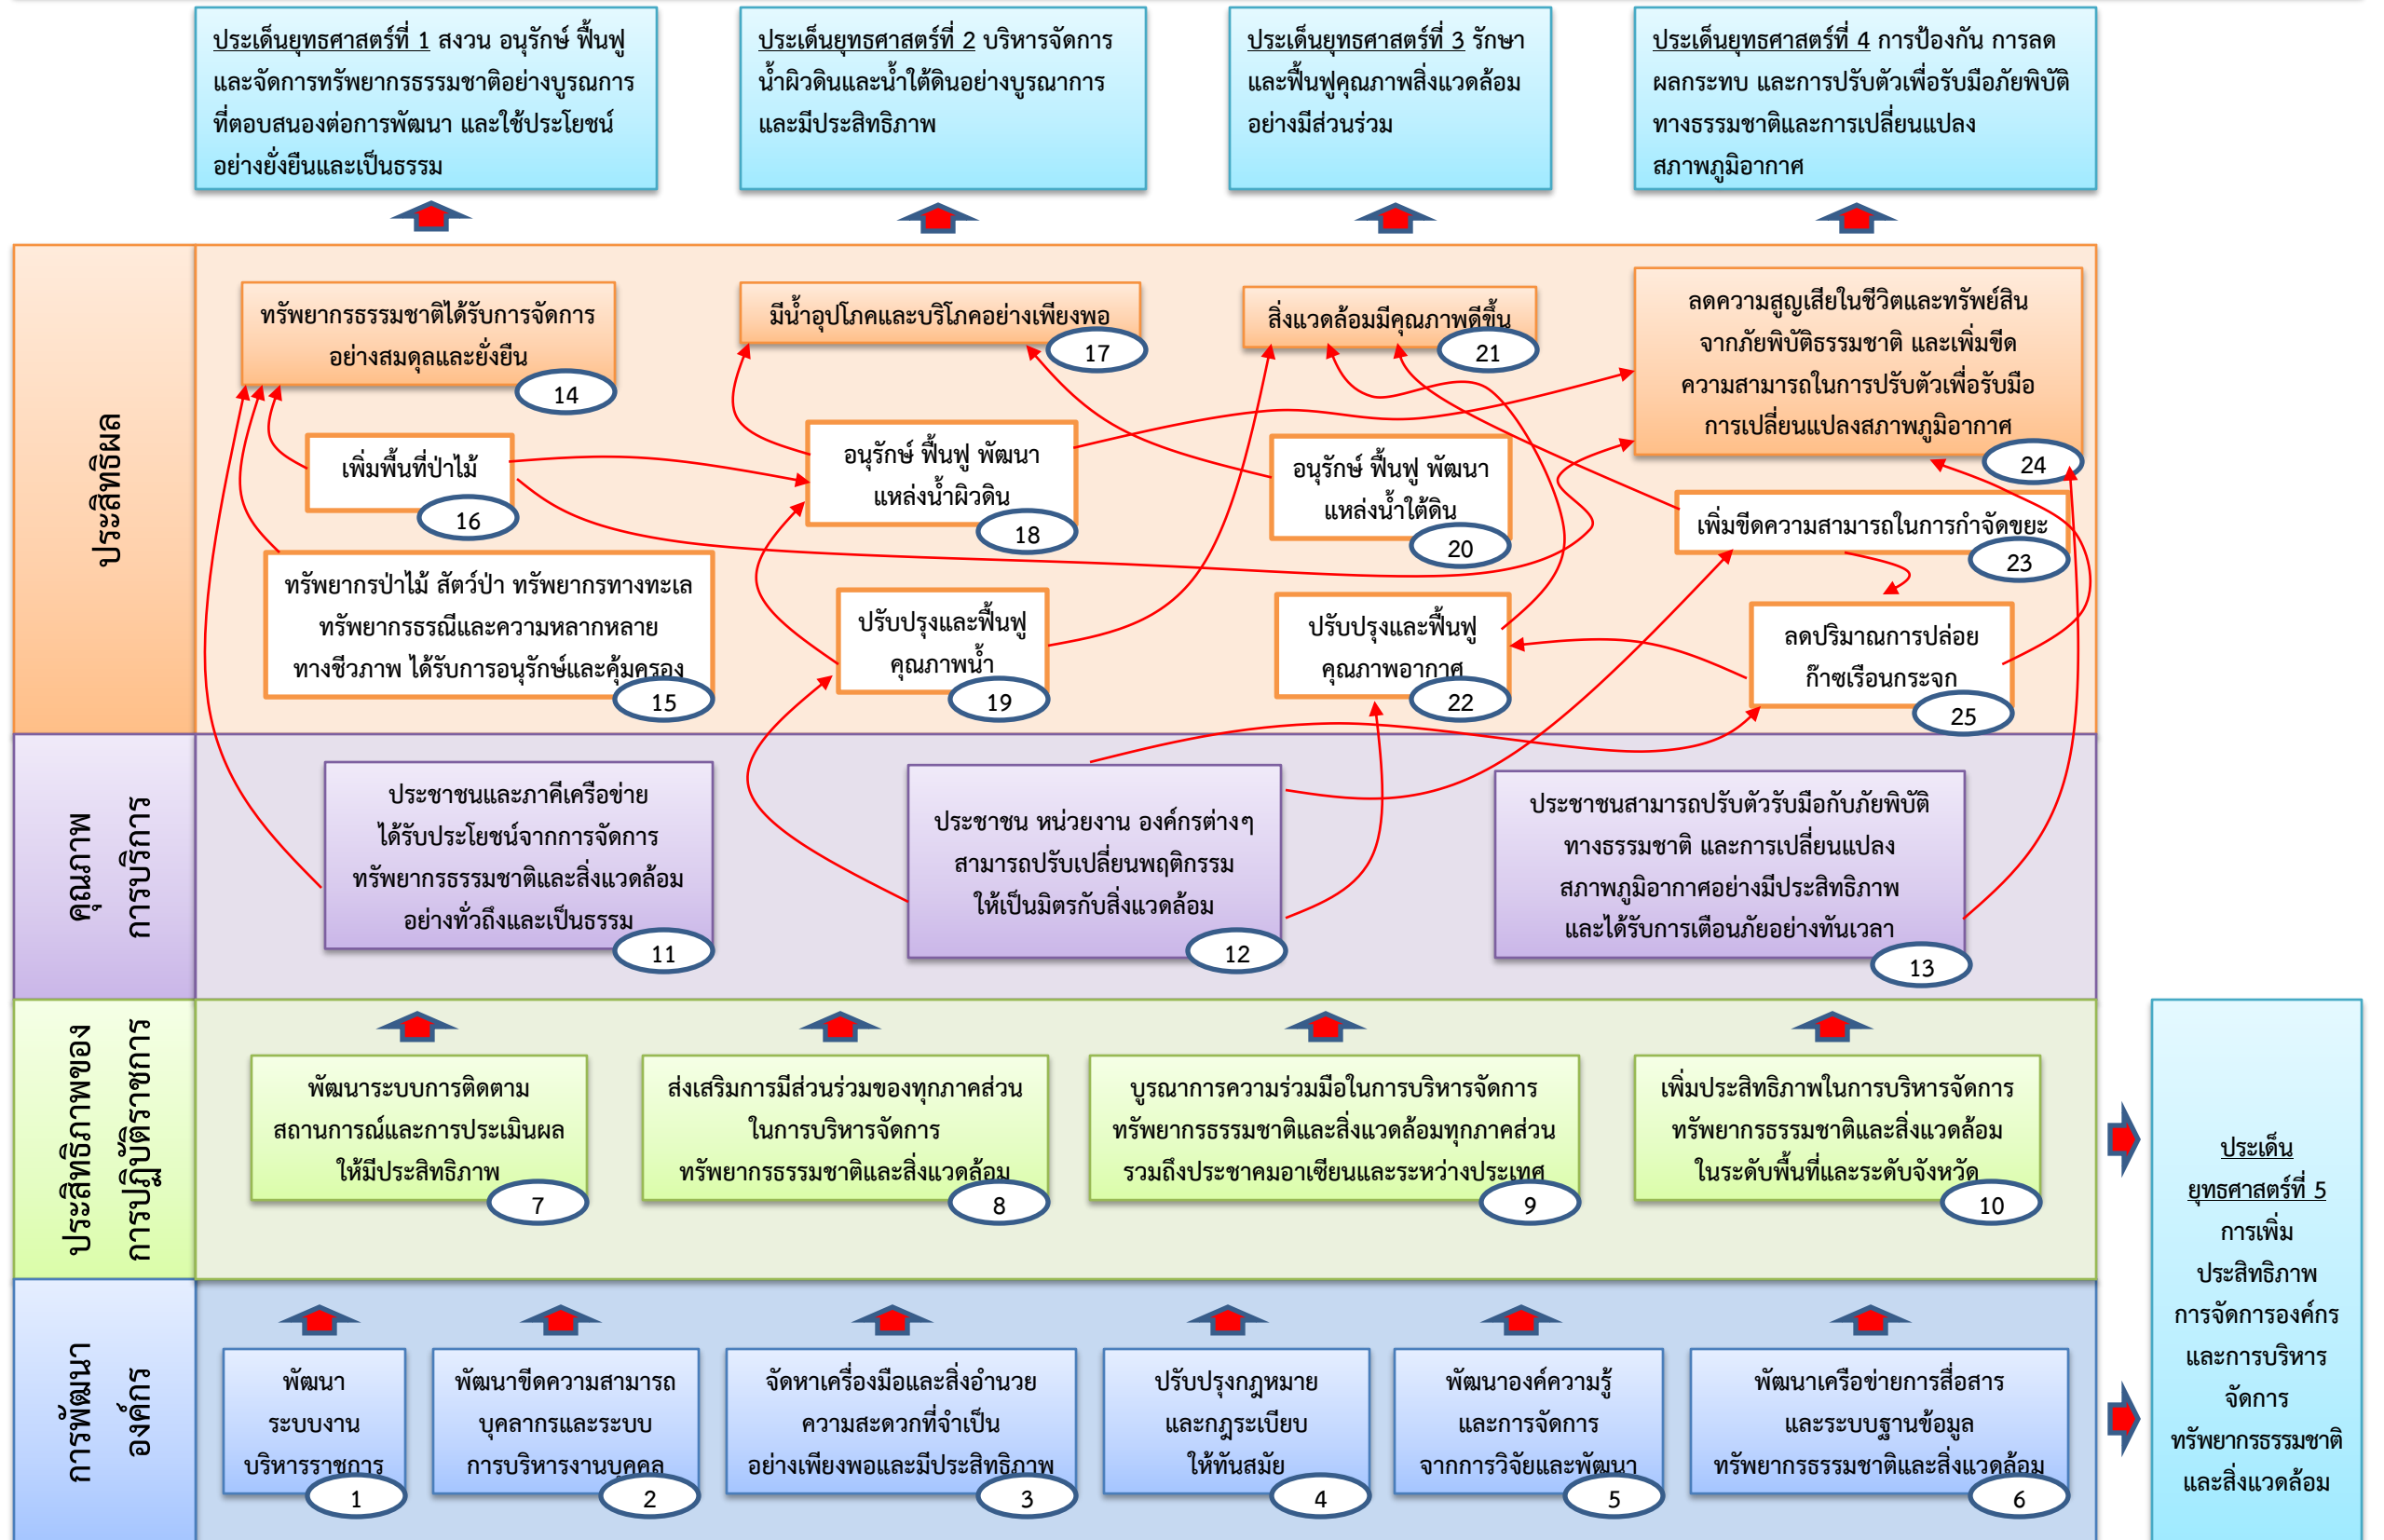 ประเด็นยุทธศาสตร์ที่ 1 สงวน อนุรักษ์ ฟื้นฟู
และจัดการทรัพยากรธรรมชาติอย่างบูรณการ
ที่ตอบสนองต่อการพัฒนา และใช้ประโยชน์
อย่างยั่งยืนและเป็นธรรม
ประเด็นยุทธศาสตร์ที่ 2 บริหารจัดการ
น้ำผิวดินและน้ำใต้ดินอย่างบูรณาการ
และมีประสิทธิภาพ
ประเด็นยุทธศาสตร์ที่ 3 รักษา
และฟื้นฟูคุณภาพสิ่งแวดล้อม
อย่างมีส่วนร่วม
ประเด็นยุทธศาสตร์ที่ 4 การป้องกัน การลด
ผลกระทบ และการปรับตัวเพื่อรับมือภัยพิบัติ
ทางธรรมชาติและการเปลี่ยนแปลง
สภาพภูมิอากาศ
ประสิทธิผล
ทรัพยากรธรรมชาติได้รับการจัดการ
อย่างสมดุลและยั่งยืน
14
มีน้ำอุปโภคและบริโภคอย่างเพียงพอ
17
สิ่งแวดล้อมมีคุณภาพดีขึ้น
21
ลดความสูญเสียในชีวิตและทรัพย์สิน
จากภัยพิบัติธรรมชาติ และเพิ่มขีด
ความสามารถในการปรับตัวเพื่อรับมือ
การเปลี่ยนแปลงสภาพภูมิอากาศ
24
เพิ่มพื้นที่ป่าไม้
16
อนุรักษ์ ฟื้นฟู พัฒนา
แหล่งน้ำผิวดิน
18
อนุรักษ์ ฟื้นฟู พัฒนา
แหล่งน้ำใต้ดิน
20
เพิ่มขีดความสามารถในการกำจัดขยะ
23
ทรัพยากรป่าไม้ สัตว์ป่า ทรัพยากรทางทะเล
ทรัพยากรธรณีและความหลากหลาย
ทางชีวภาพ ได้รับการอนุรักษ์และคุ้มครอง
15
ปรับปรุงและฟื้นฟู
คุณภาพน้ำ
19
ปรับปรุงและฟื้นฟู
คุณภาพอากาศ
22
ลดปริมาณการปล่อย
ก๊าซเรือนกระจก
25
คุณภาพ
การบริการ
ประชาชนและภาคีเครือข่าย
ได้รับประโยชน์จากการจัดการ
ทรัพยากรธรรมชาติและสิ่งแวดล้อม
อย่างทั่วถึงและเป็นธรรม
11
ประชาชน หน่วยงาน องค์กรต่างๆ
สามารถปรับเปลี่ยนพฤติกรรม
ให้เป็นมิตรกับสิ่งแวดล้อม
12
ประชาชนสามารถปรับตัวรับมือกับภัยพิบัติ
ทางธรรมชาติ และการเปลี่ยนแปลง
สภาพภูมิอากาศอย่างมีประสิทธิภาพ
และได้รับการเตือนภัยอย่างทันเวลา
13
ประสิทธิภาพของ
การปฏิบัติราชการ
พัฒนาระบบการติดตาม
สถานการณ์และการประเมินผล
ให้มีประสิทธิภาพ
7
ส่งเสริมการมีส่วนร่วมของทุกภาคส่วน
ในการบริหารจัดการ
ทรัพยากรธรรมชาติและสิ่งแวดล้อม
8
บูรณาการความร่วมมือในการบริหารจัดการ
ทรัพยากรธรรมชาติและสิ่งแวดล้อมทุกภาคส่วน
รวมถึงประชาคมอาเซียนและระหว่างประเทศ
9
เพิ่มประสิทธิภาพในการบริหารจัดการ
ทรัพยากรธรรมชาติและสิ่งแวดล้อม
ในระดับพื้นที่และระดับจังหวัด
10
ประเด็น
ยุทธศาสตร์ที่ 5
การเพิ่ม
ประสิทธิภาพ
การจัดการองค์กร
และการบริหาร
จัดการ
ทรัพยากรธรรมชาติ
และสิ่งแวดล้อม
การพัฒนา
องค์กร
พัฒนา
ระบบงาน
บริหารราชการ
1
พัฒนาขีดความสามารถ
บุคลากรและระบบ
การบริหารงานบุคคล
2
จัดหาเครื่องมือและสิ่งอำนวย
ความสะดวกที่จำเป็น
อย่างเพียงพอและมีประสิทธิภาพ
3
ปรับปรุงกฎหมาย
และกฎระเบียบ
ให้ทันสมัย
4
พัฒนาองค์ความรู้
และการจัดการ
จากการวิจัยและพัฒนา
5
พัฒนาเครือข่ายการสื่อสาร
และระบบฐานข้อมูล
ทรัพยากรธรรมชาติและสิ่งแวดล้อม
6